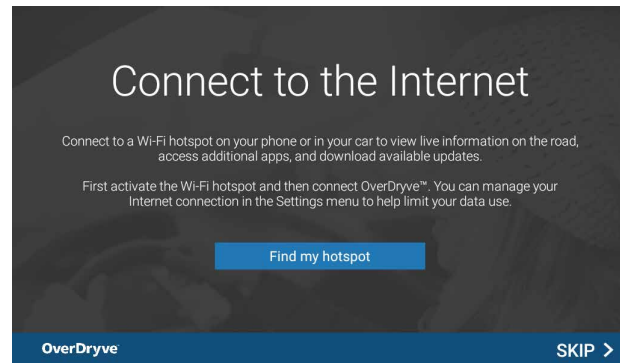 Connect to the Internet
Connect to a Wi-Fi hotspot on your phone or in your car to view live information on the road,
access additional apps, and download available updates.
First activate the Wi-Fi hotspot and then connect OverDryve™. You can manage your
Internet connection in the Settings menu to help limit your data use.
Find my hotspot
OverDryve
SKIP >